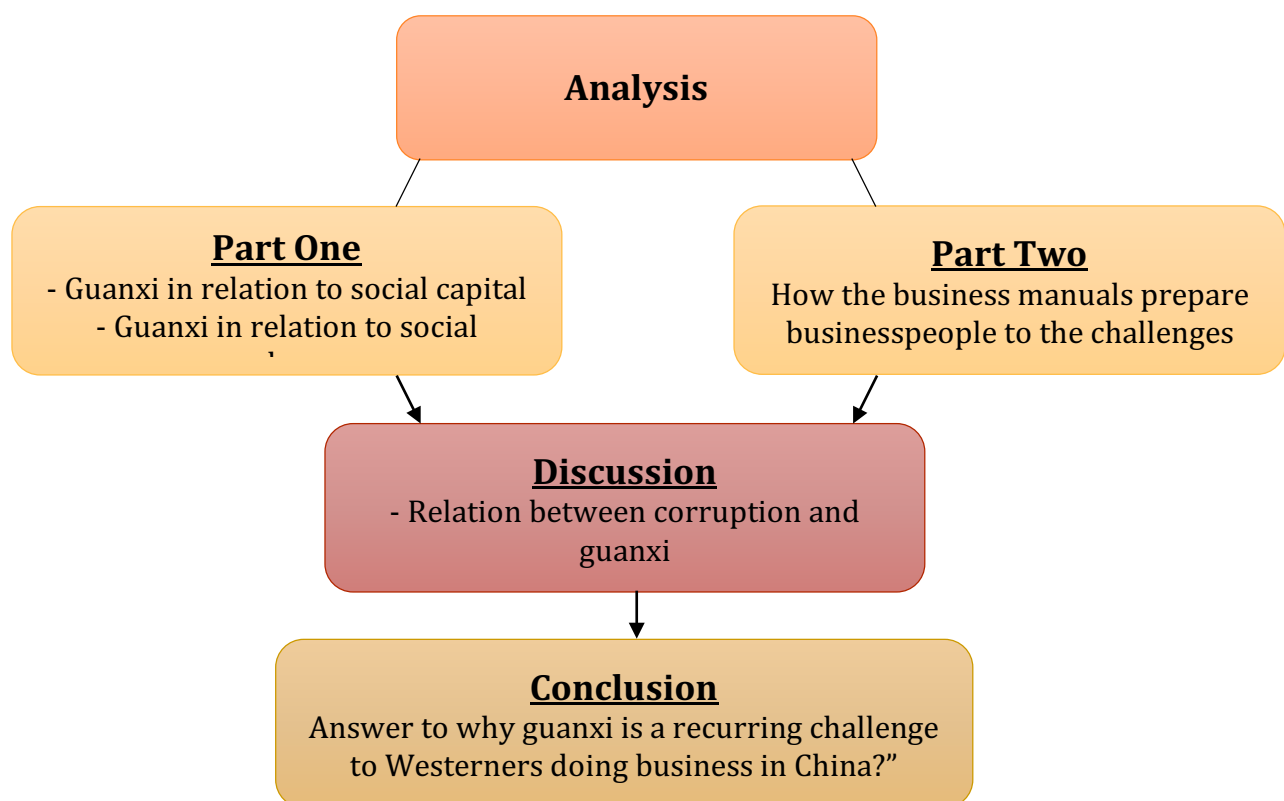 Analysis
Part One
- Guanxi in relation to social capital
- Guanxi in relation to social
Part Two
How the business manuals prepare
businesspeople to the challenges
Discussion
- Relation between corruption and
guanxi
Conclusion
Answer to why guanxi is a recurring challenge
to Westerners doing business in China?”